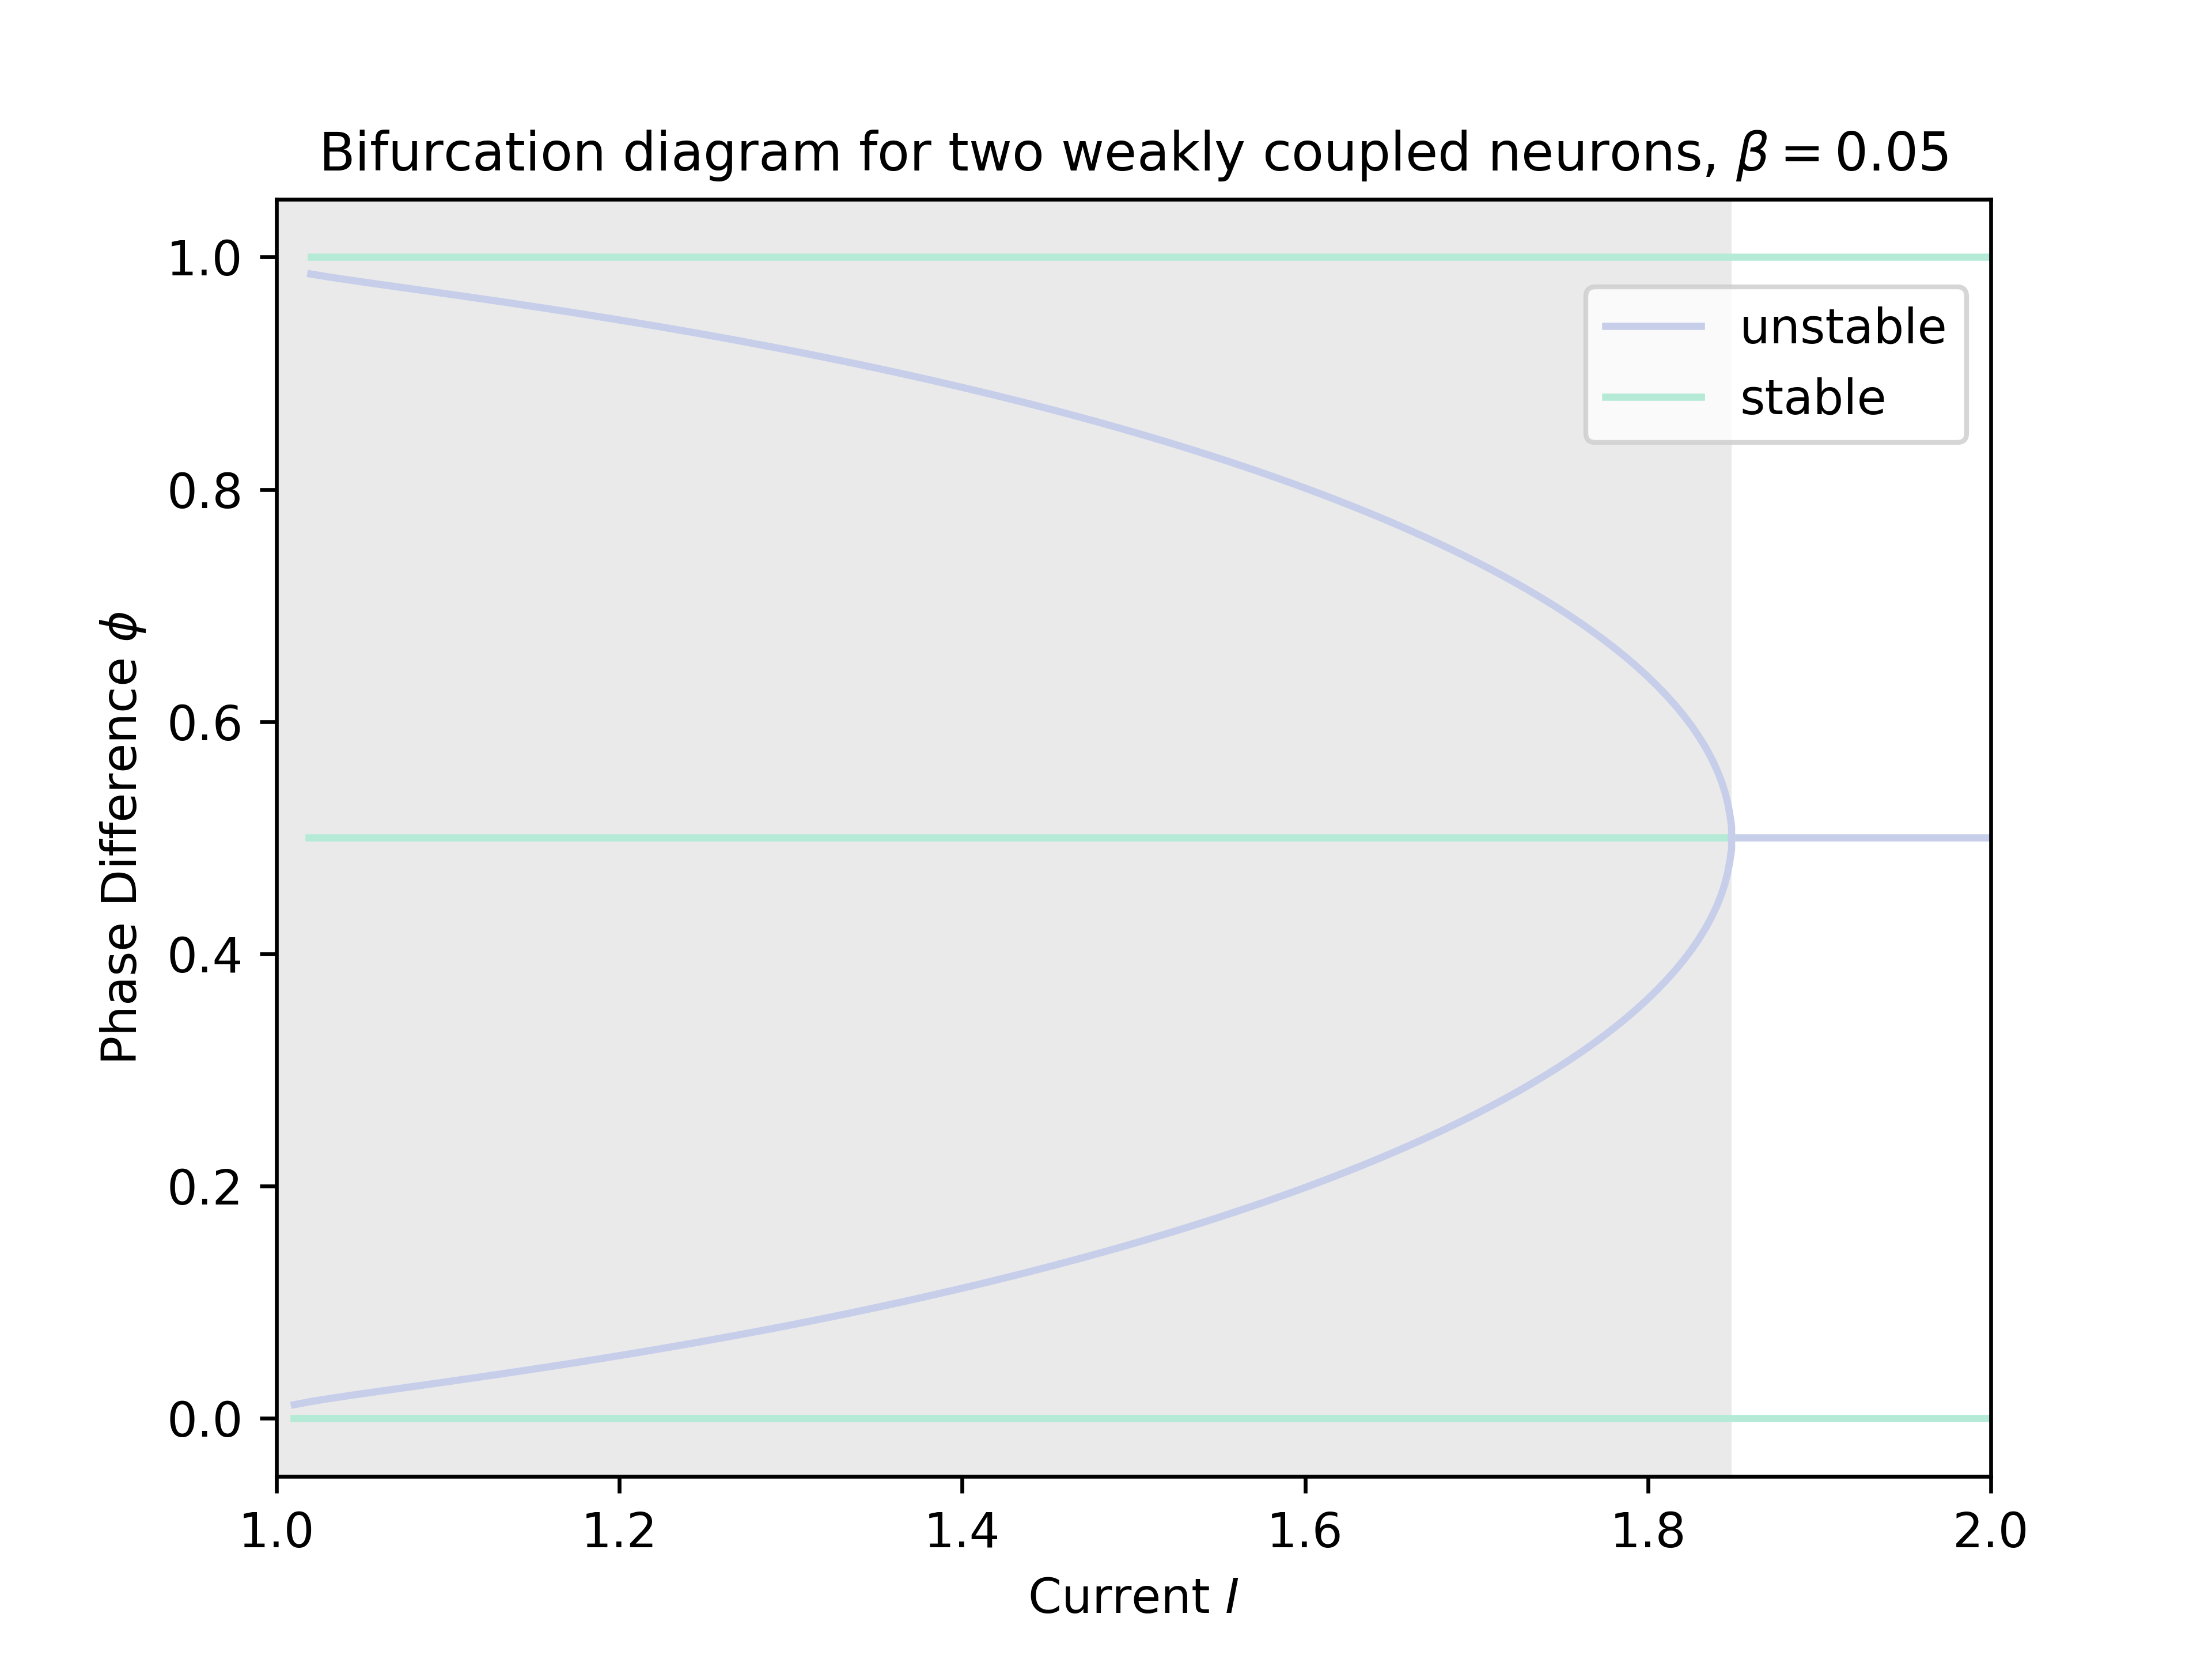 Bifurcation diagram for two weakly coupled neurons, β = 0.05
1.0
0.8
0.6
0.4
0.2
0.0
Phase Difference ϕ
unstable
stable
1.0 1.2 1.4 1.6 1.8 2.0
Current I